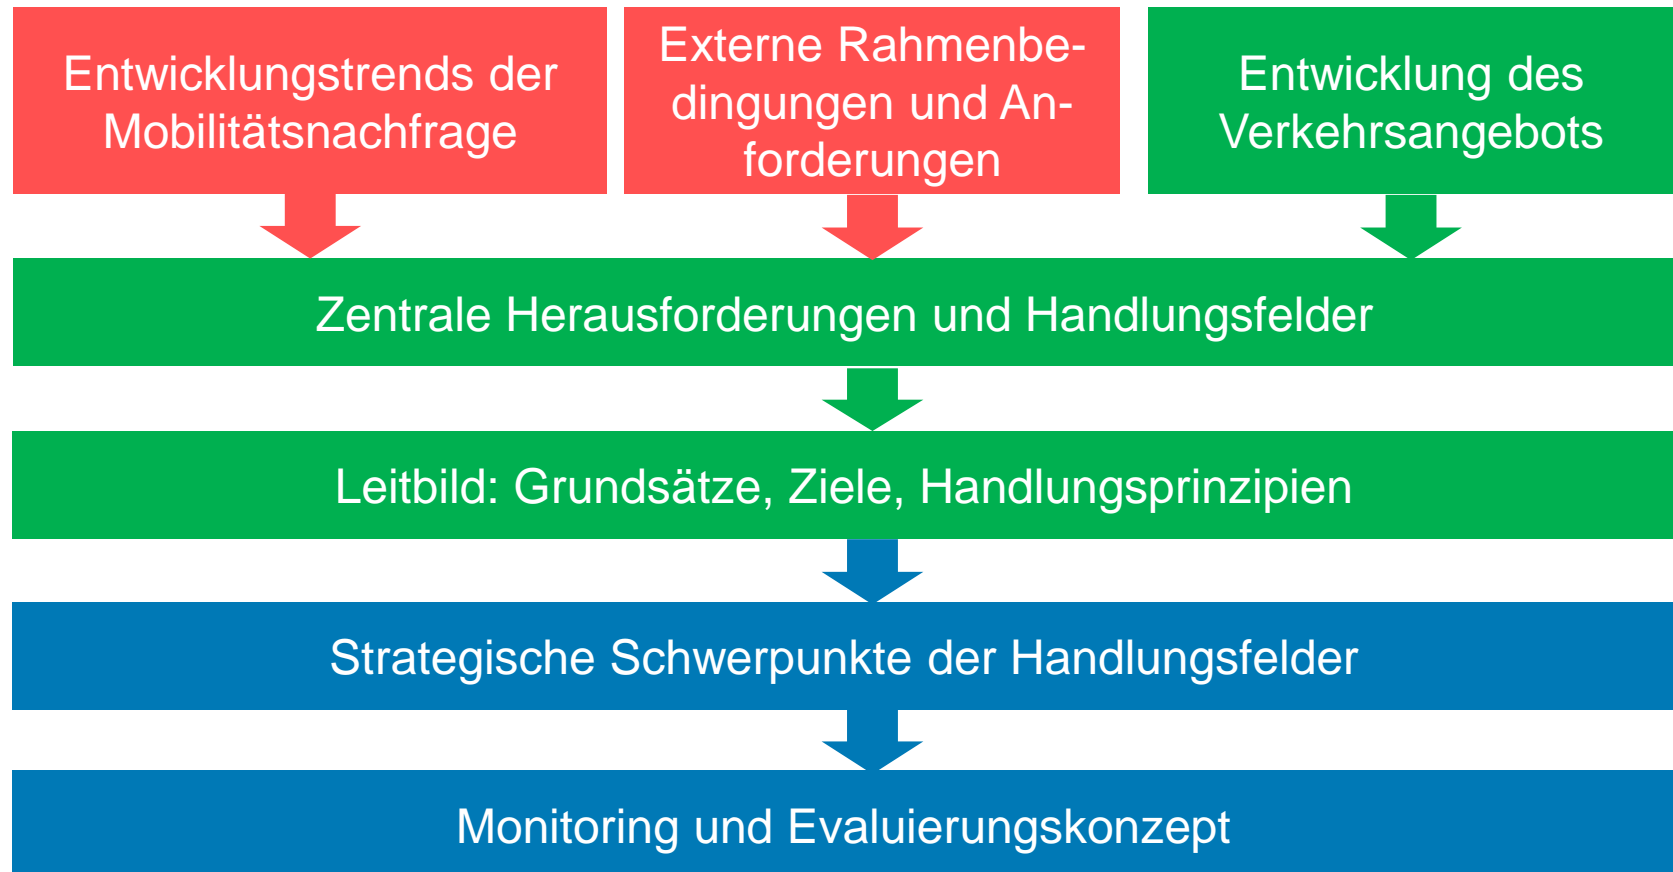 Entwicklungstrends der
Mobilitätsnachfrage
Externe Rahmenbe-
dingungen und An-
forderungen
Entwicklung des
Verkehrsangebots
Zentrale Herausforderungen und Handlungsfelder
Leitbild: Grundsätze, Ziele, Handlungsprinzipien
Strategische Schwerpunkte der Handlungsfelder
Monitoring und Evaluierungskonzept